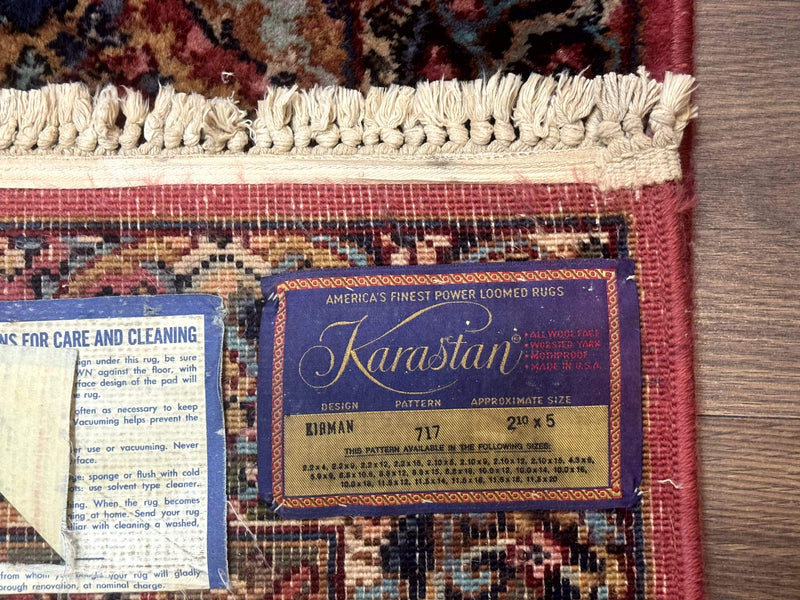 AMERICA'S FINEST POWER LOOMED RUGS
Karastan®
• ALL WOOL FACE
• WORSTED YARN
• MOTHPROOF
• MADE IN U.S.A.
DESIGN PATTERN APPROXIMATE SIZE
KIRMAN 717 2¹⁰ x 5
THIS PATTERN AVAILABLE IN THE FOLLOWING SIZES:
NS FOR CARE AND CLEANING
ign under this rug, be sure
WN against the floor, with
rface design of the pad will
e rug.
often as necessary to keep
Vacuuming helps prevent the
er use or vacuuming. Never
rface.
ge: sponge or flush with cold
ots: use solvent type cleaner.
ing. When the rug becomes
ng at home. Send your rug
liar with cleaning a washed,
from whom your rug will gladly
orough renovation, at nominal charge.